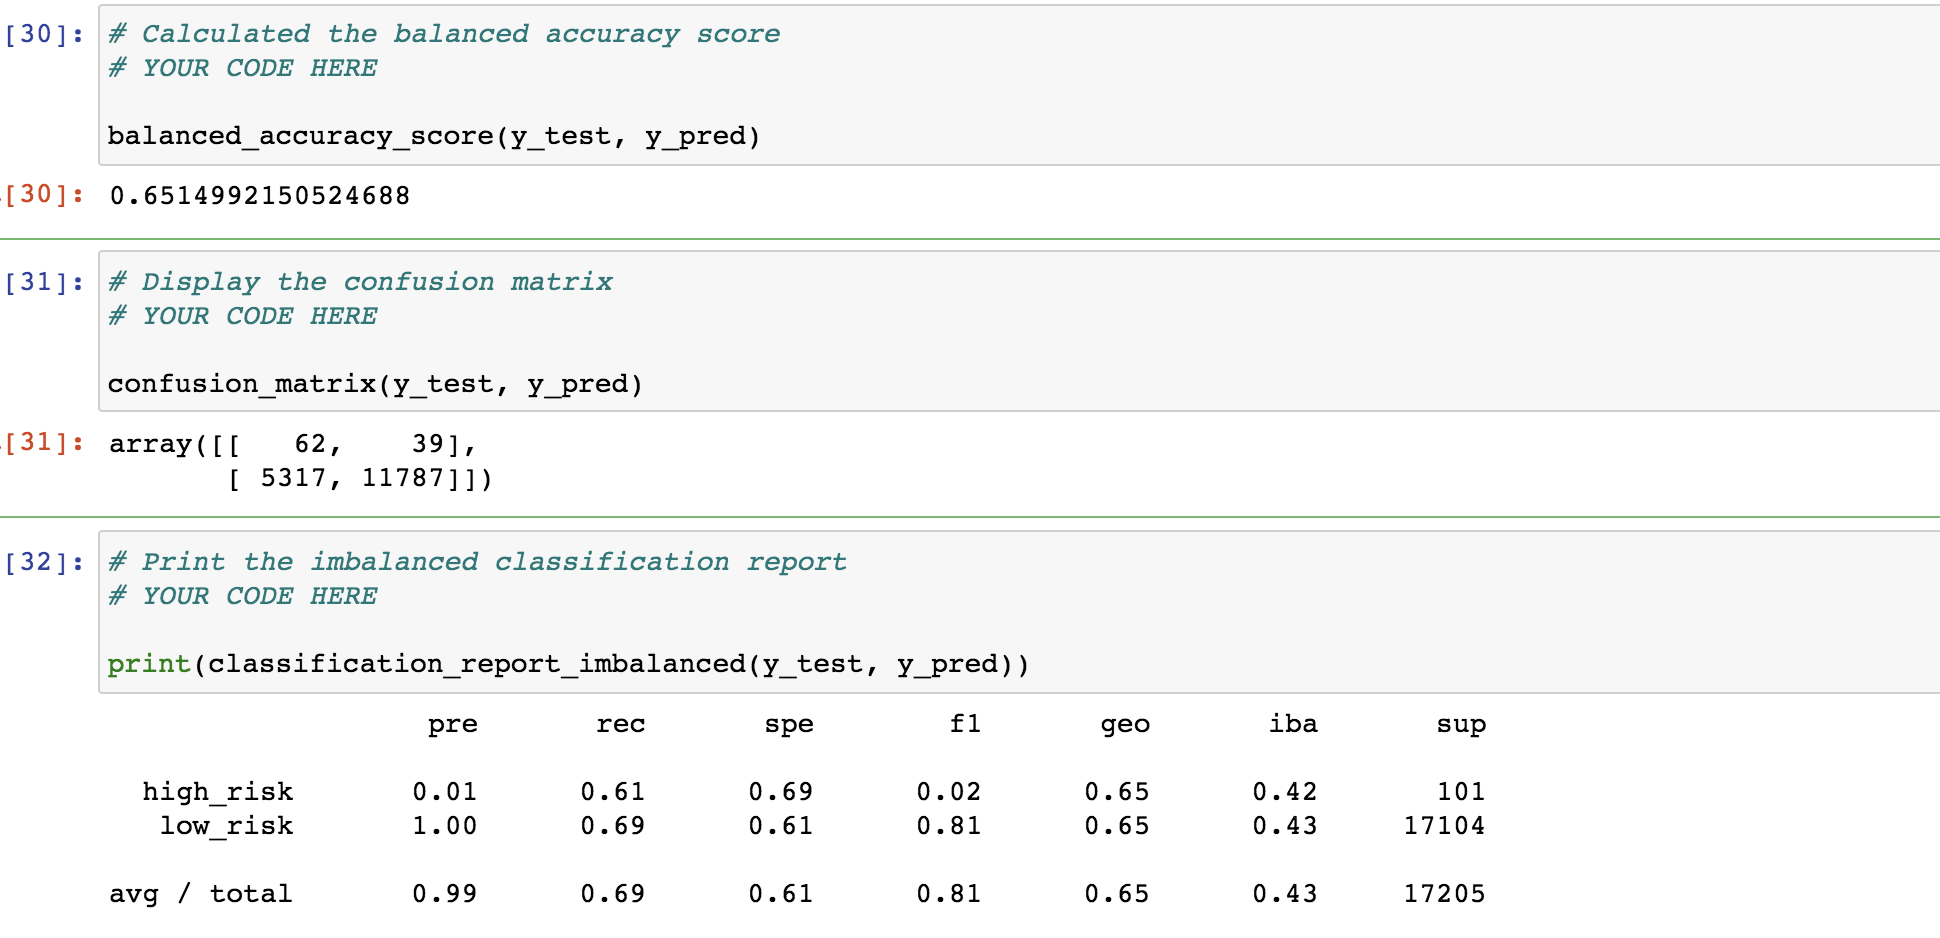 [30]: # Calculated the balanced accuracy score
# YOUR CODE HERE
balanced_accuracy_score(y_test, y_pred)
[30]: 0.6514992150524688
[31]: # Display the confusion matrix
# YOUR CODE HERE
confusion_matrix(y_test, y_pred)
[31]: array([[   62,    39],
       [ 5317, 11787]])
[32]: # Print the imbalanced classification report
# YOUR CODE HERE
print(classification_report_imbalanced(y_test, y_pred))
pre rec spe f1 geo iba sup
high_risk 0.01 0.61 0.69 0.02 0.65 0.42 101
low_risk 1.00 0.69 0.61 0.81 0.65 0.43 17104
avg / total 0.99 0.69 0.61 0.81 0.65 0.43 17205